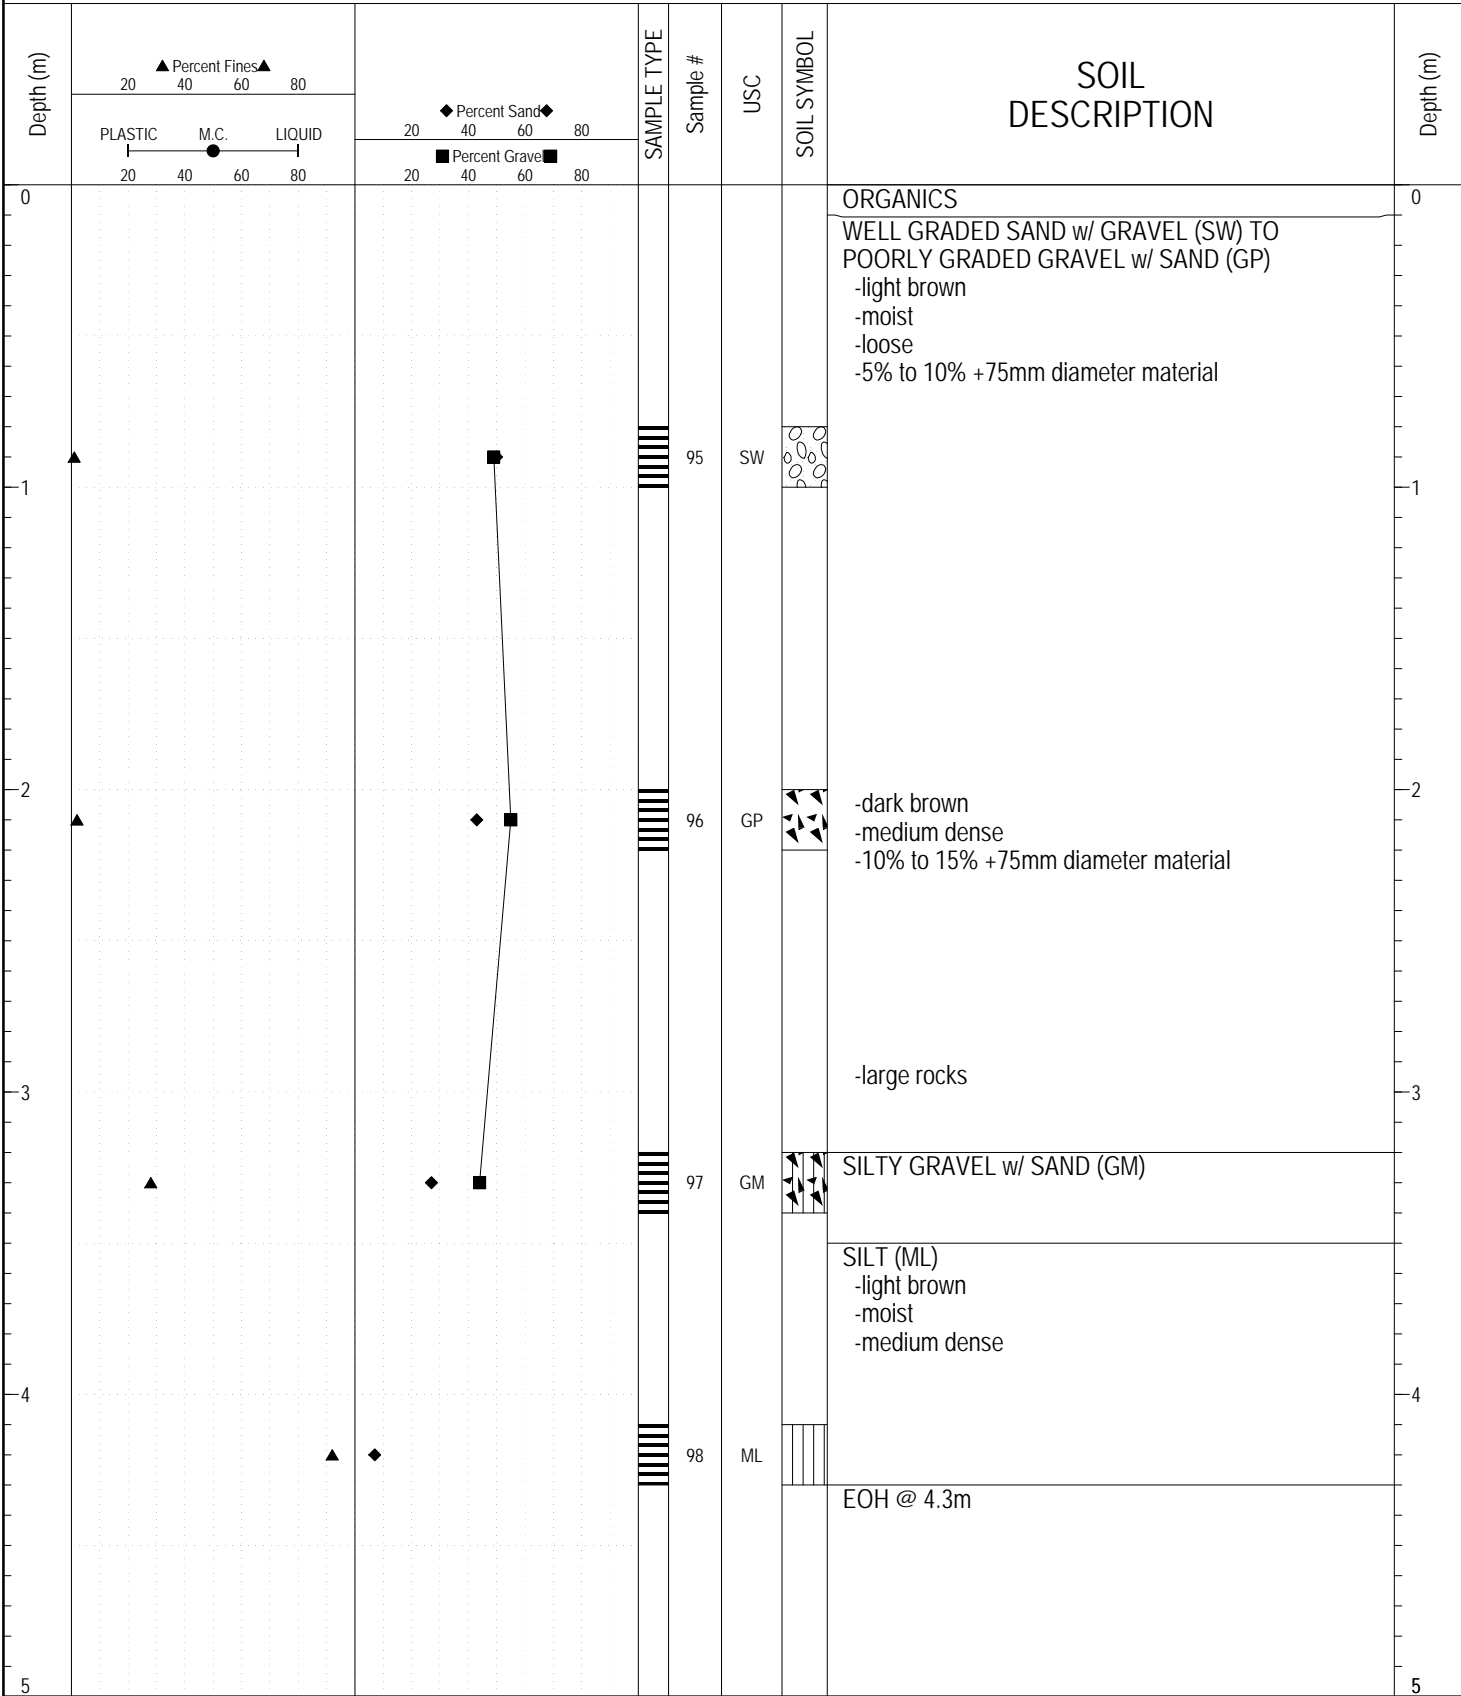 Depth (m)
▲ Percent Fines▲
20 40 60 80
PLASTIC M.C. LIQUID
20 40 60 80
◆ Percent Sand◆
20 40 60 80
■ Percent Gravel■
20 40 60 80
SAMPLE TYPE
Sample #
USC
SOIL SYMBOL
SOIL
DESCRIPTION
Depth (m)
0 ORGANICS 0
WELL GRADED SAND w/ GRAVEL (SW) TO
POORLY GRADED GRAVEL w/ SAND (GP)
-light brown
-moist
-loose
-5% to 10% +75mm diameter material
95 SW
1 1
2 2
-dark brown
96 GP -medium dense
-10% to 15% +75mm diameter material
-large rocks
3 3
SILTY GRAVEL w/ SAND (GM)
97 GM
SILT (ML)
-light brown
-moist
-medium dense
4 4
98 ML
EOH @ 4.3m
5 5